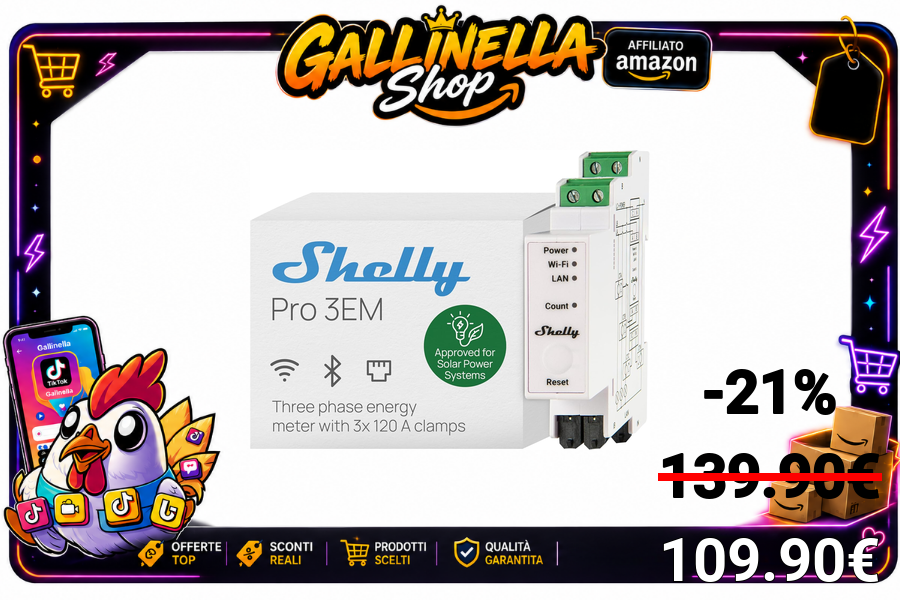 GALLINELLA
Shop
AFFILIATO
amazon
Shelly
Pro 3EM
Approved for
Solar Power
Systems
Three phase energy
meter with 3x 120 A clamps
Power
Wi-Fi
LAN
Count
Shelly
Reset
Gallinella
TikTok
Gallinella
-21%
139.90€
109.90€
OFFERTE
TOP
SCONTI
REALI
PRODOTTI
SCELTI
QUALITÀ
GARANTITA